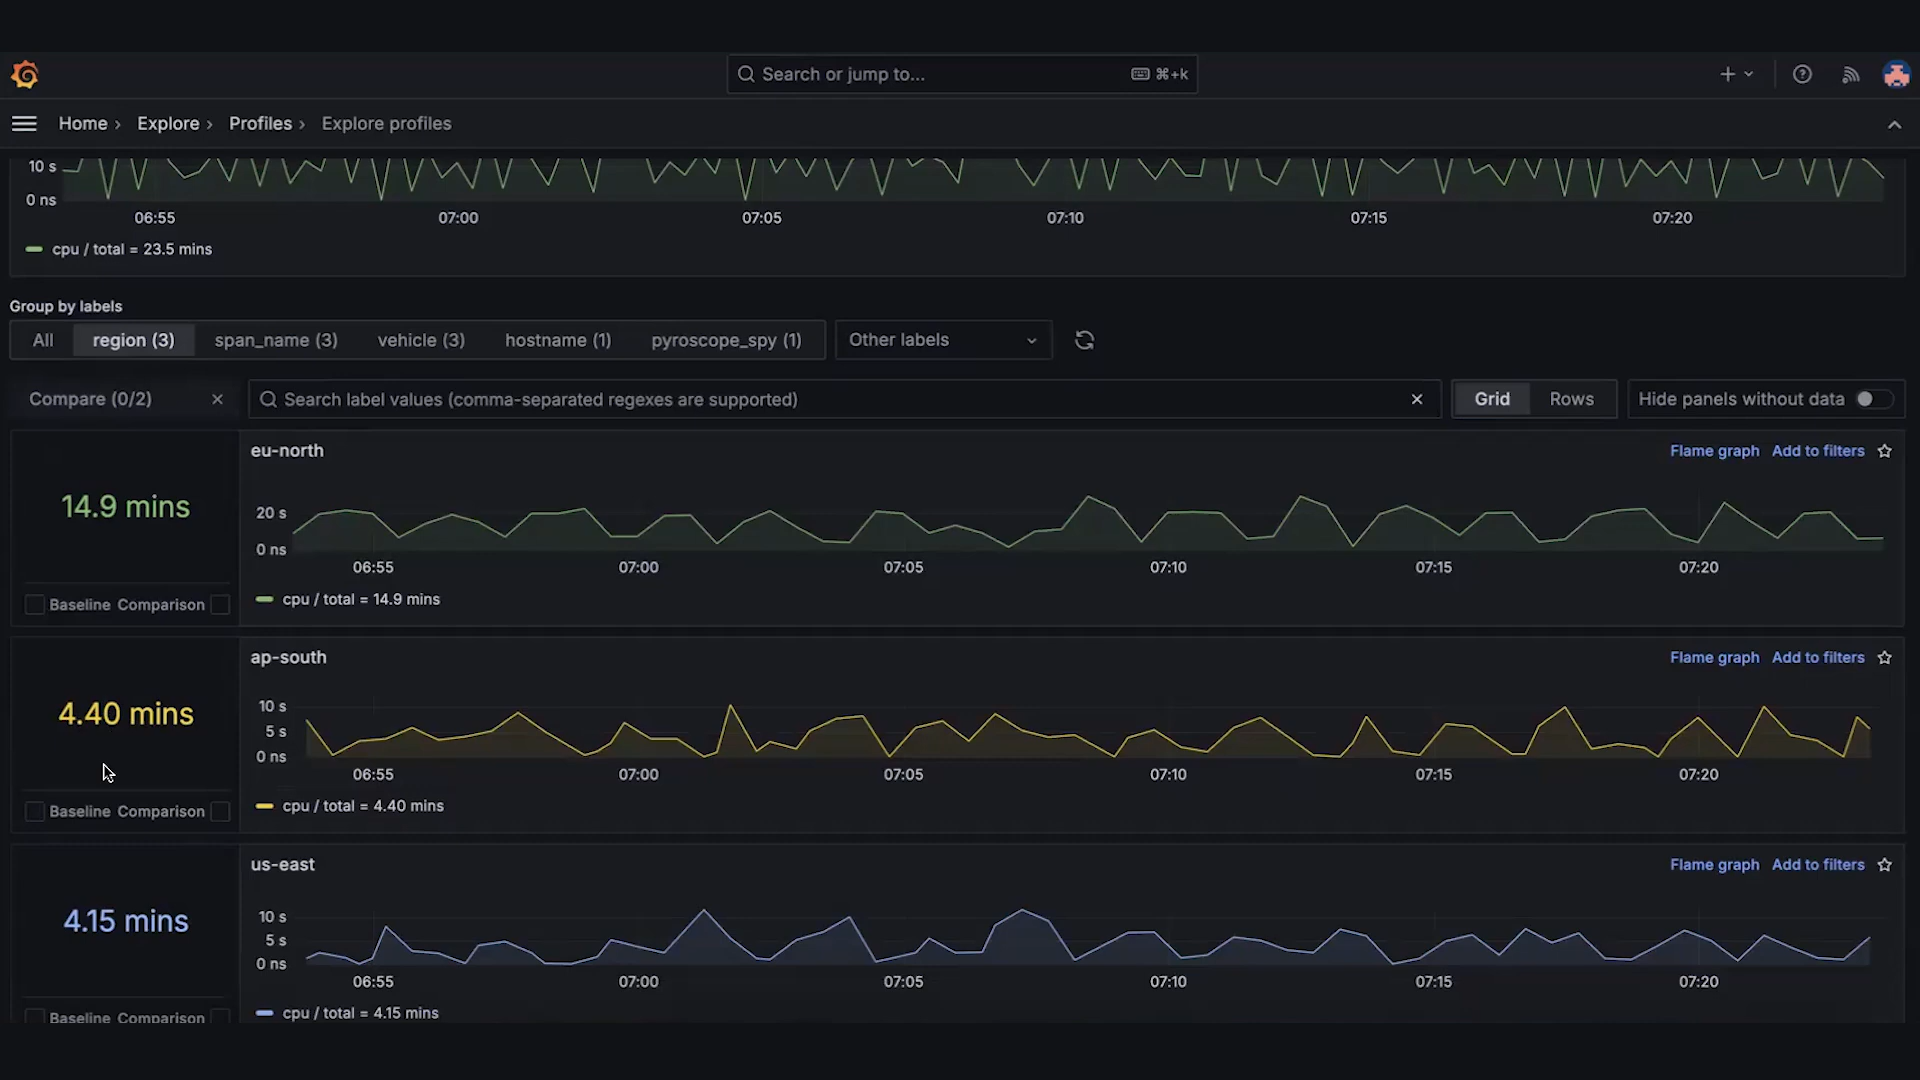 Search or jump to... ⌘+k
Home › Explore › Profiles › Explore profiles
10 s
0 ns
06:55 07:00 07:05 07:10 07:15 07:20
cpu / total = 23.5 mins
Group by labels
All region (3) span_name (3) vehicle (3) hostname (1) pyroscope_spy (1) Other labels
Compare (0/2) Search label values (comma-separated regexes are supported) Grid Rows Hide panels without data
eu-north Flame graph Add to filters
14.9 mins
20 s
0 ns
06:55 07:00 07:05 07:10 07:15 07:20
Baseline Comparison cpu / total = 14.9 mins
ap-south Flame graph Add to filters
4.40 mins
10 s
5 s
0 ns
06:55 07:00 07:05 07:10 07:15 07:20
Baseline Comparison cpu / total = 4.40 mins
us-east Flame graph Add to filters
4.15 mins
10 s
5 s
0 ns
06:55 07:00 07:05 07:10 07:15 07:20
Baseline Comparison cpu / total = 4.15 mins